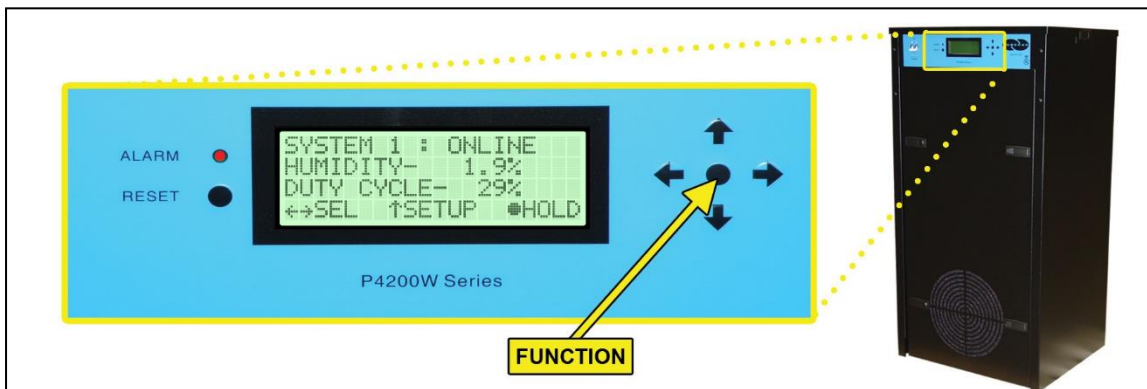 ALARM
RESET
SYSTEM 1 : ONLINE
HUMIDITY- 1.9%
DUTY CYCLE- 29%
←→SEL ↑SETUP ●HOLD
P4200W Series
FUNCTION